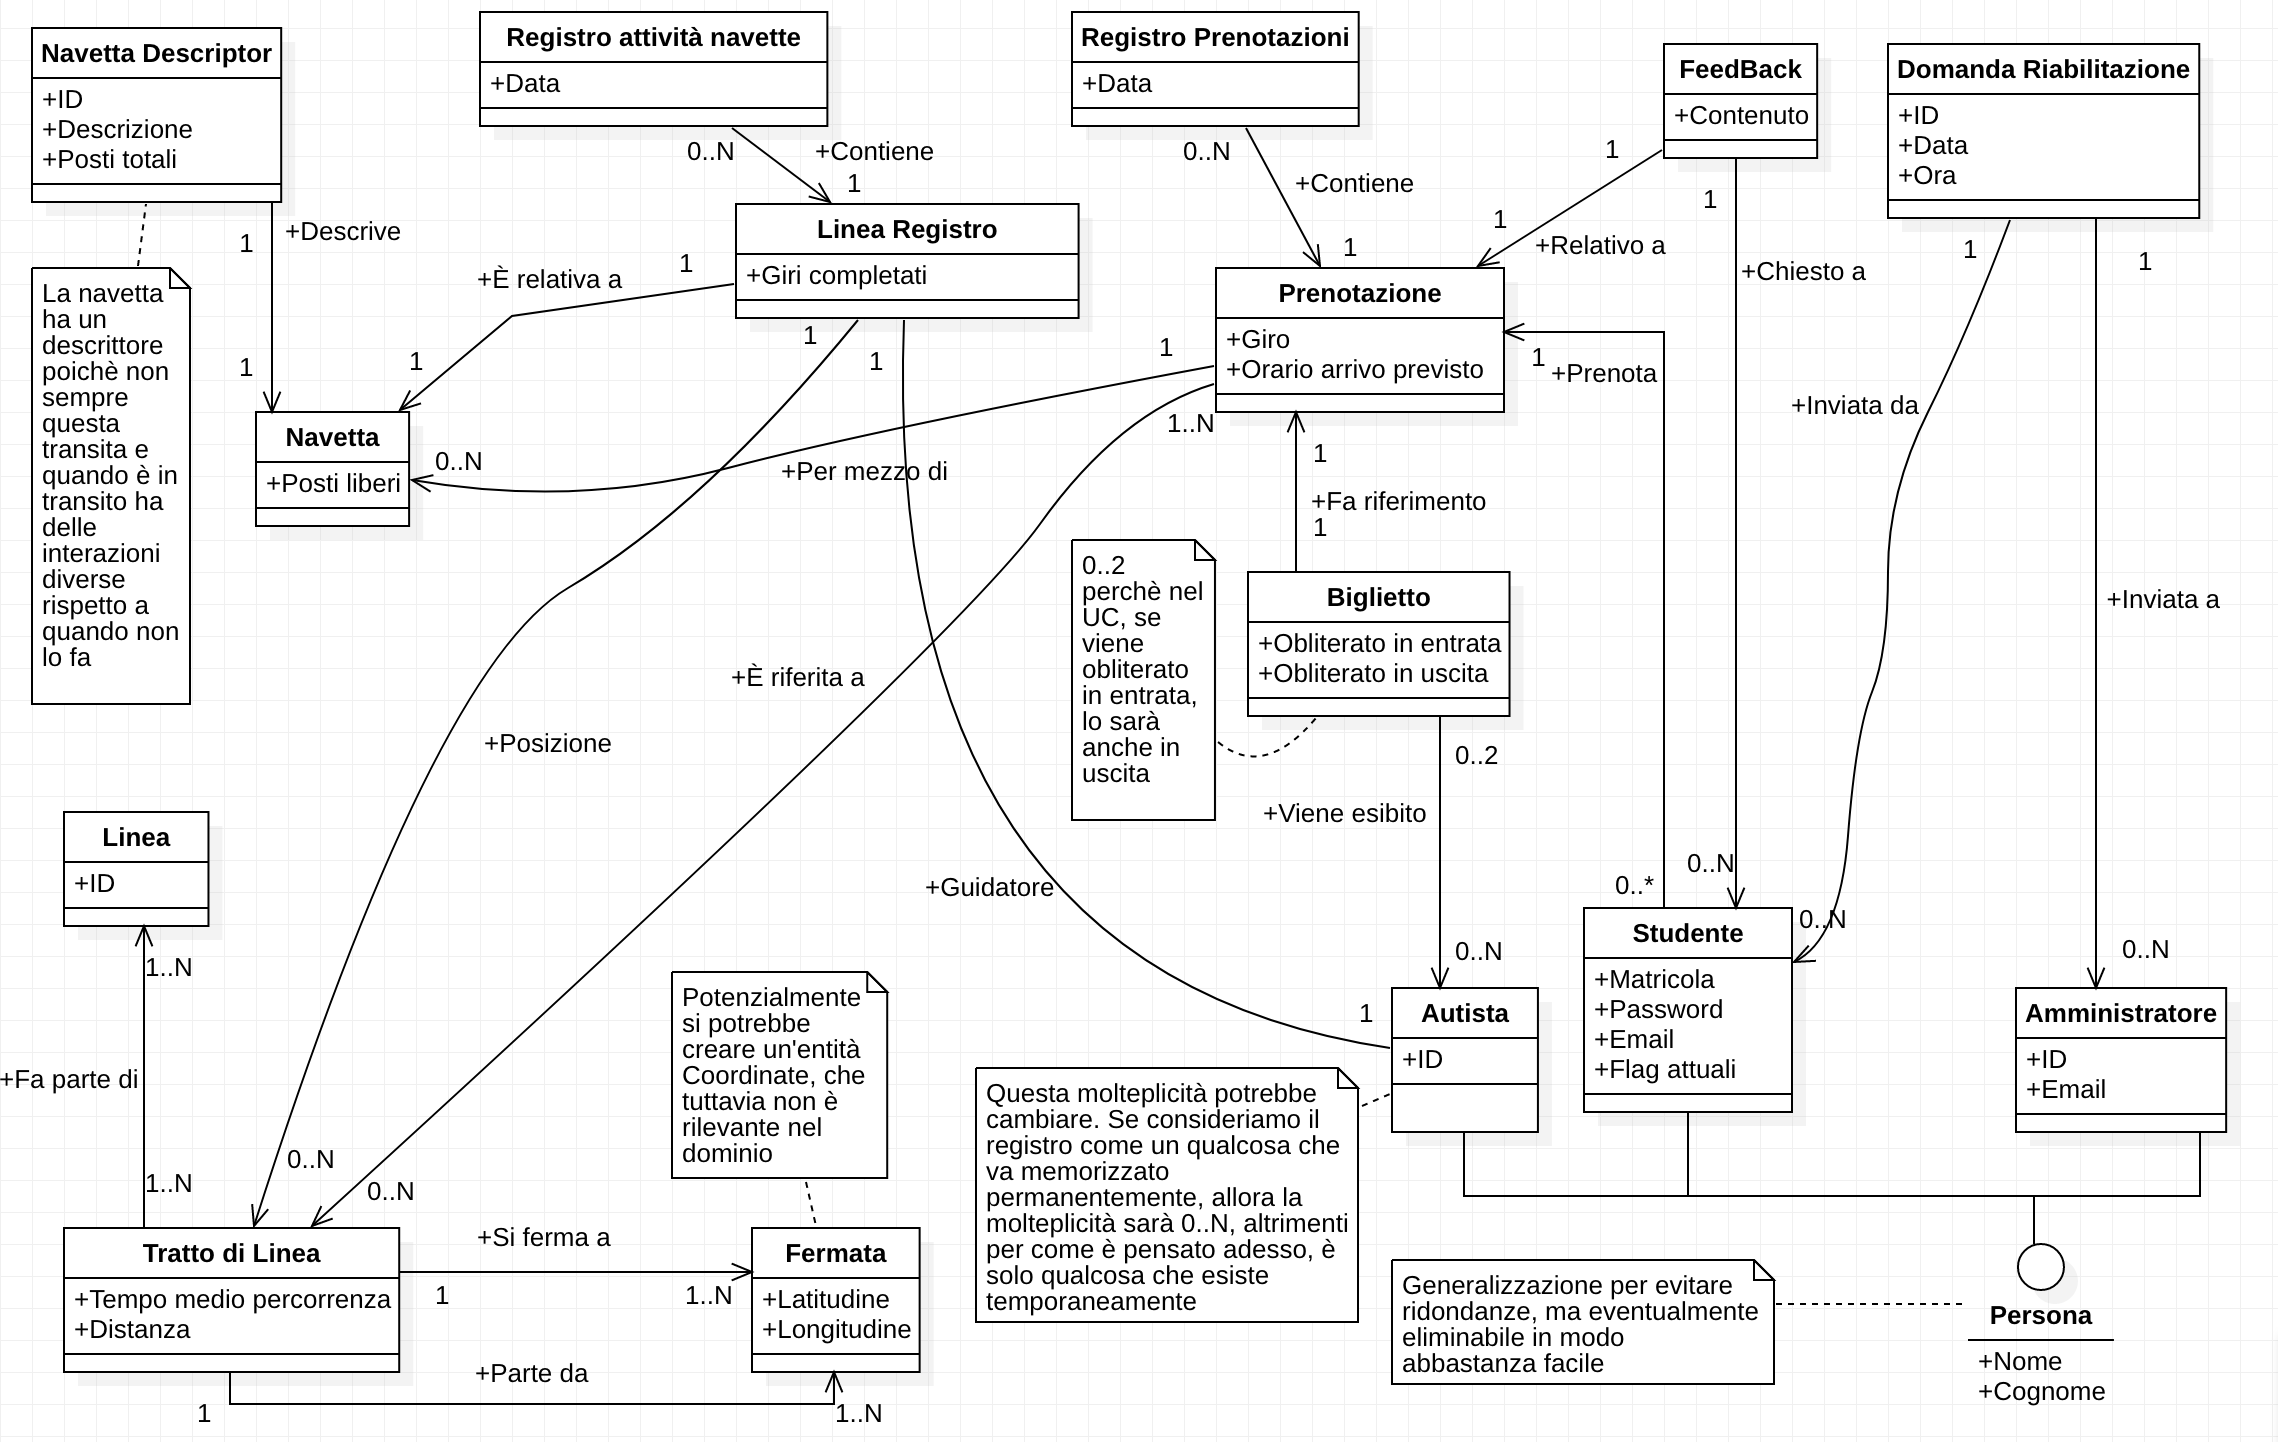 Navetta Descriptor
+ID
+Descrizione
+Posti totali
Registro attività navette
+Data
Registro Prenotazioni
+Data
FeedBack
+Contenuto
Domanda Riabilitazione
+ID
+Data
+Ora
0..N
+Contiene
1
0..N
+Contiene
1
1
1
+Relativo a
1
+Chiesto a
1
1
1
+Descrive
1
La navetta
ha un
descrittore
poichè non
sempre
questa
transita e
quando è in
transito ha
delle
interazioni
diverse
rispetto a
quando non
lo fa
Linea Registro
+Giri completati
+È relativa a
1
1
1
1
Prenotazione
+Giro
+Orario arrivo previsto
1
1..N
1
+Prenota
+Inviata da
Navetta
+Posti liberi
0..N
+Per mezzo di
1
+Fa riferimento
1
0..2
perchè nel
UC, se
viene
obliterato
in entrata,
lo sarà
anche in
uscita
Biglietto
+Obliterato in entrata
+Obliterato in uscita
+Inviata a
+È riferita a
+Posizione
0..2
+Viene esibito
Linea
+ID
+Guidatore
0..N
0..*
0..N
0..N
0..N
1..N
Potenzialmente
si potrebbe
creare un'entità
Coordinate, che
tuttavia non è
rilevante nel
dominio
1
Autista
+ID
Studente
+Matricola
+Password
+Email
+Flag attuali
Amministratore
+ID
+Email
+Fa parte di
1..N
0..N
0..N
Questa molteplicità potrebbe
cambiare. Se consideriamo il
registro come un qualcosa che
va memorizzato
permanentemente, allora la
molteplicità sarà 0..N, altrimenti
per come è pensato adesso, è
solo qualcosa che esiste
temporaneamente
Tratto di Linea
+Tempo medio percorrenza
+Distanza
+Si ferma a
1
1..N
Fermata
+Latitudine
+Longitudine
+Parte da
1
1..N
Generalizzazione per evitare
ridondanze, ma eventualmente
eliminabile in modo
abbastanza facile
Persona
+Nome
+Cognome